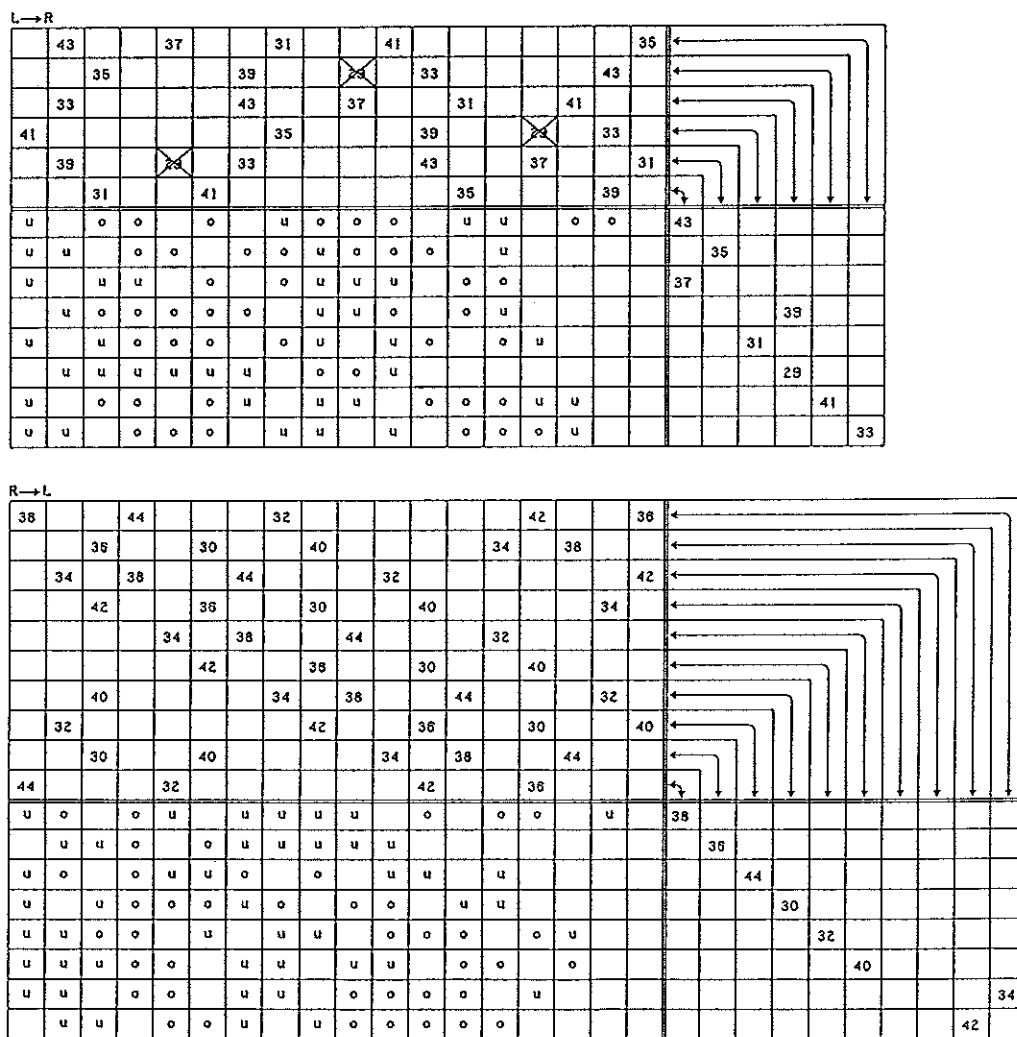 L→R
43 37 31 41 35
35 39 29 33 43
33 43 37 31 41
41 35 39 29 33
39 29 33 43 37 31
31 41 35 39
u o o o u o o o u u o o 43
u u o o o o u o o o u 35
u u u o o u u u o o 37
u o o o o o u u o o u 39
u u o o o o u u o o u 31
u u u u u u o o u 29
u o o o u u u o o o u u 41
u u o o o u u u o o o u 33
R→L
38 44 32 42 36
36 30 40 34 38
34 38 44 32 42
42 36 30 40 34
34 38 44 32
42 36 30 40
40 34 38 44 32
32 42 36 30 40
30 40 34 38 44
44 32 42 36
u o o u u u u u o o o u 38
u u o o u u u u u 36
u o o u u o o u u u 44
u u o o o u o o o u u 30
u u o o u u u o o o o u 32
u u u o o u u u u o o o 40
u u o o u u o o o o u 34
u u o o u u o o o o o 42